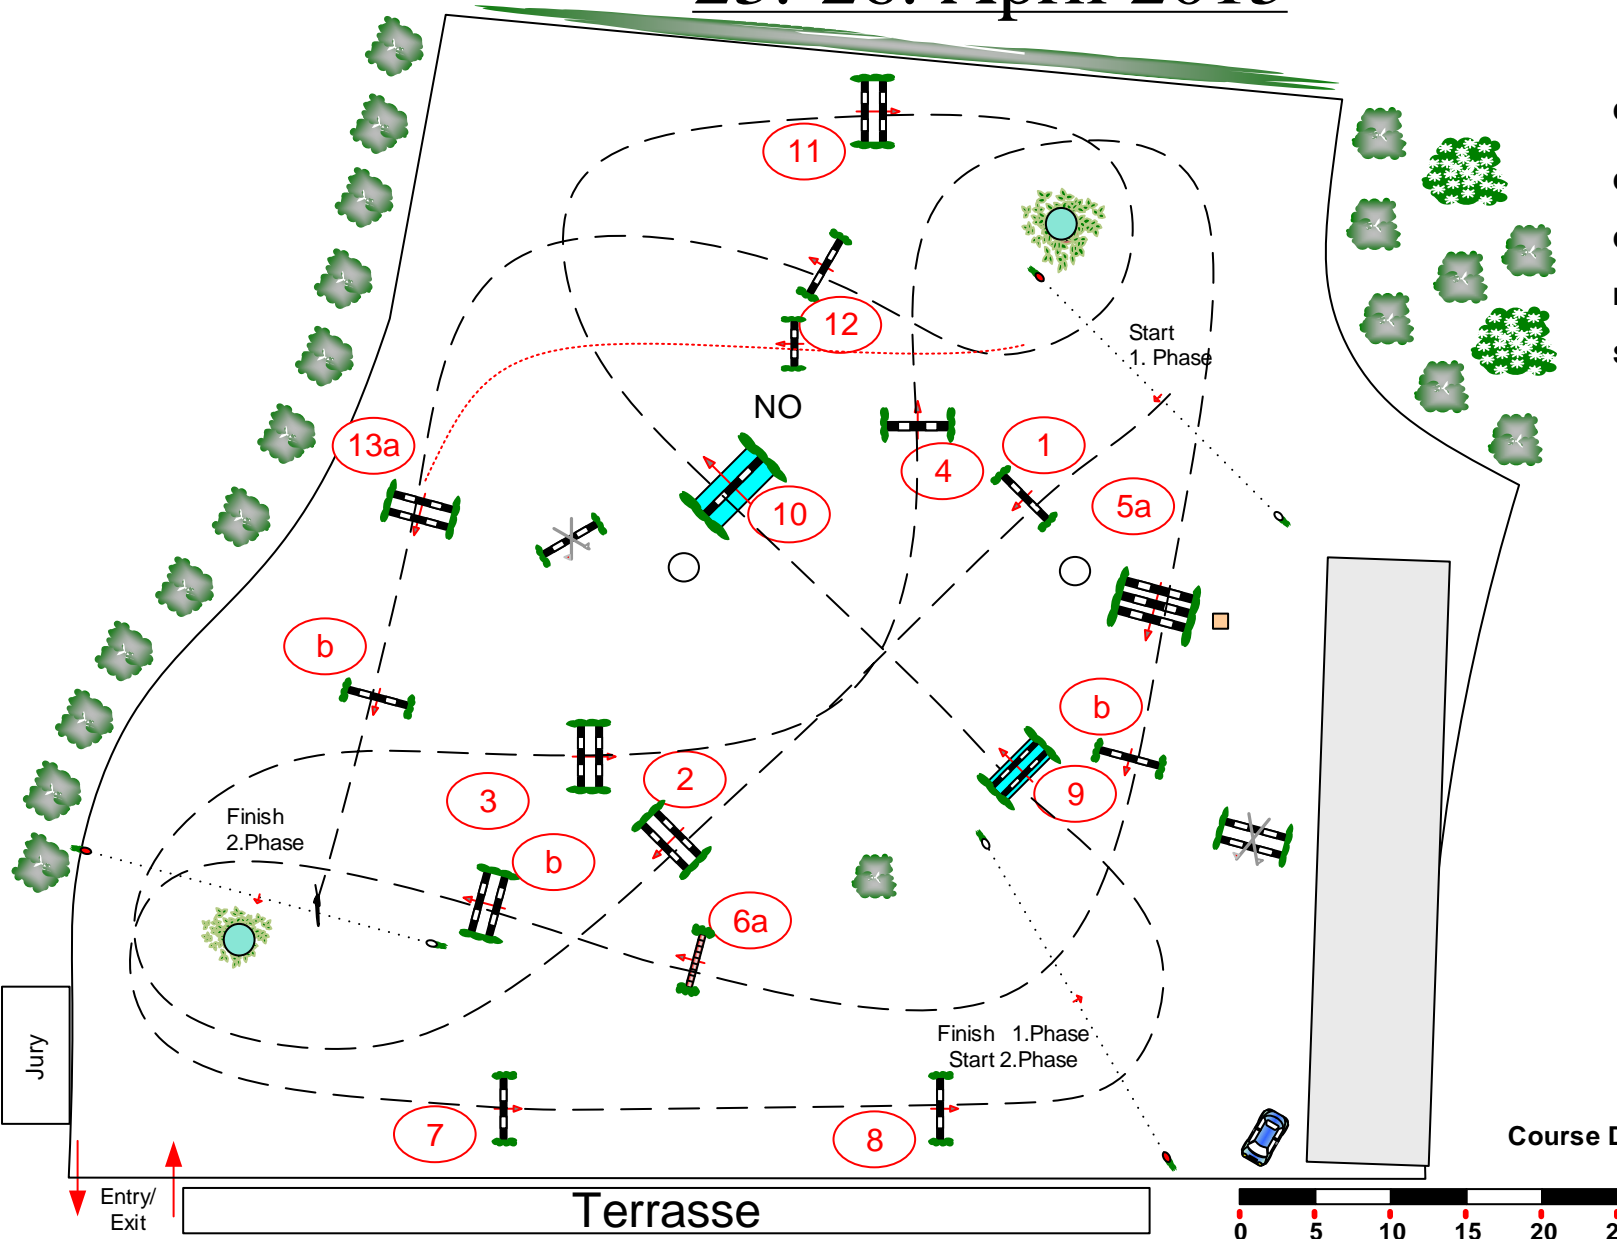 11
12
Start
1. Phase
NO
13a
1
4
10
5a
b
b
2
3
9
Finish
2.Phase
b
6a
Finish 1.Phase
Start 2.Phase
Jury
7
8
Course
Entry/
Exit
Terrasse
0 5 10 15 20